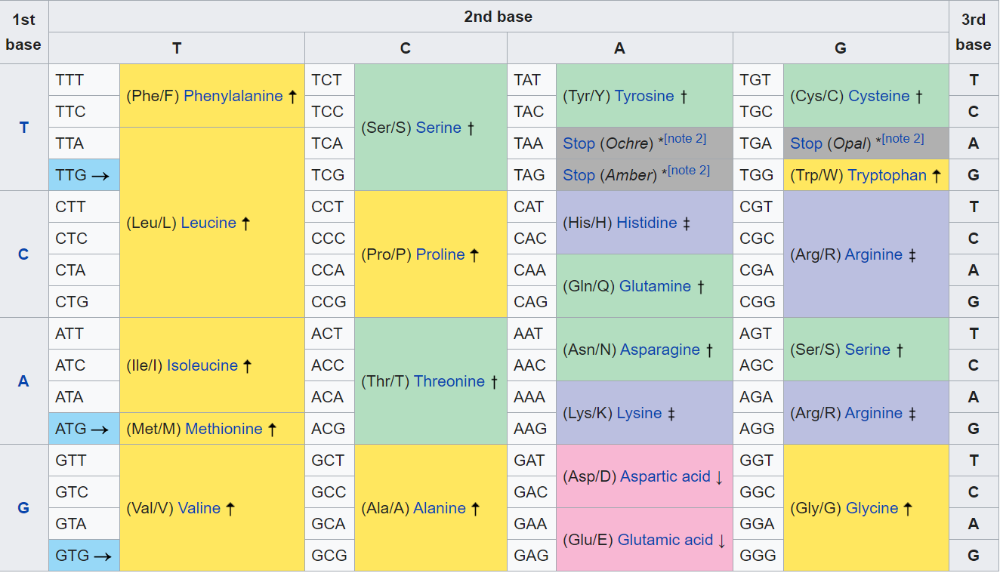 1st base 2nd base 3rd base
T C A G
T TTT (Phe/F) Phenylalanine ↑ TCT (Ser/S) Serine † TAT (Tyr/Y) Tyrosine † TGT (Cys/C) Cysteine † T
TTC TCC TAC TGC C
TTA (Leu/L) Leucine ↑ TCA TAA Stop (Ochre) *[note 2] TGA Stop (Opal) *[note 2] A
TTG → TCG TAG Stop (Amber) *[note 2] TGG (Trp/W) Tryptophan ↑ G
C CTT CCT (Pro/P) Proline ↑ CAT (His/H) Histidine ‡ CGT (Arg/R) Arginine ‡ T
CTC CCC CAC CGC C
CTA CCA CAA (Gln/Q) Glutamine † CGA A
CTG CCG CAG CGG G
A ATT (Ile/I) Isoleucine ↑ ACT (Thr/T) Threonine † AAT (Asn/N) Asparagine † AGT (Ser/S) Serine † T
ATC ACC AAC AGC C
ATA ACA AAA (Lys/K) Lysine ‡ AGA (Arg/R) Arginine ‡ A
ATG → (Met/M) Methionine ↑ ACG AAG AGG G
G GTT (Val/V) Valine ↑ GCT (Ala/A) Alanine ↑ GAT (Asp/D) Aspartic acid ↓ GGT (Gly/G) Glycine ↑ T
GTC GCC GAC GGC C
GTA GCA GAA (Glu/E) Glutamic acid ↓ GGA A
GTG → GCG GAG GGG G